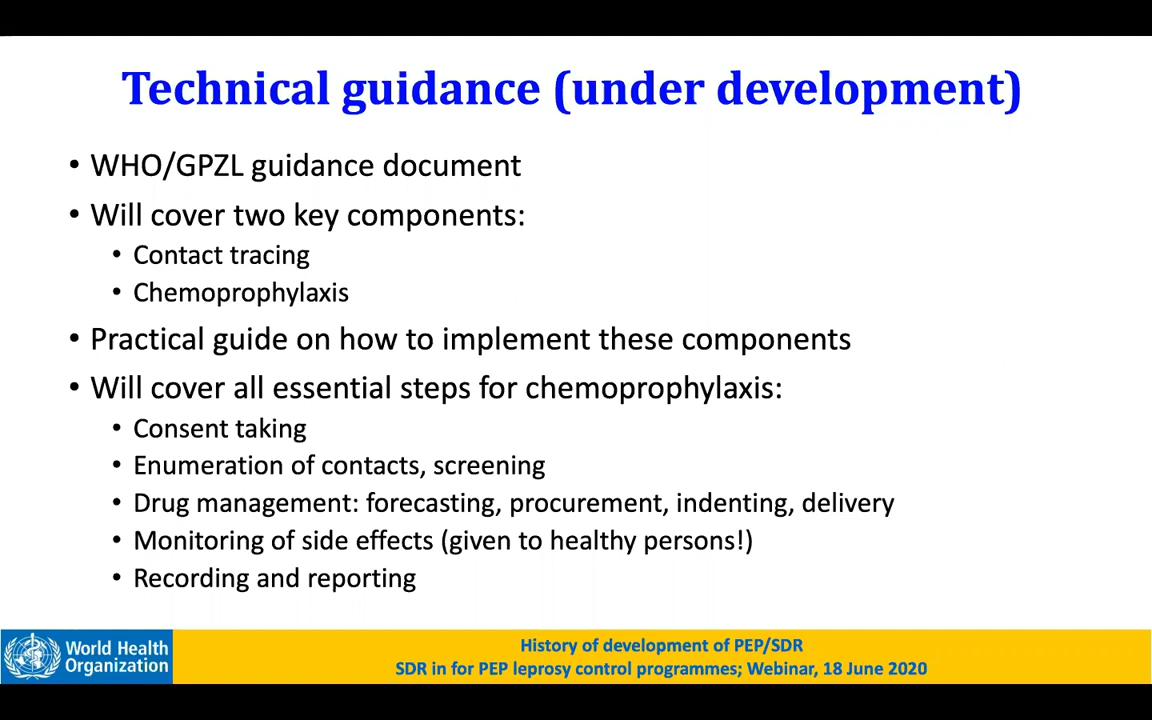 Technical guidance (under development)
• WHO/GPZL guidance document
• Will cover two key components:
• Contact tracing
• Chemoprophylaxis
• Practical guide on how to implement these components
• Will cover all essential steps for chemoprophylaxis:
• Consent taking
• Enumeration of contacts, screening
• Drug management: forecasting, procurement, indenting, delivery
• Monitoring of side effects (given to healthy persons!)
• Recording and reporting
World Health
Organization
History of development of PEP/SDR
SDR in for PEP leprosy control programmes; Webinar, 18 June 2020